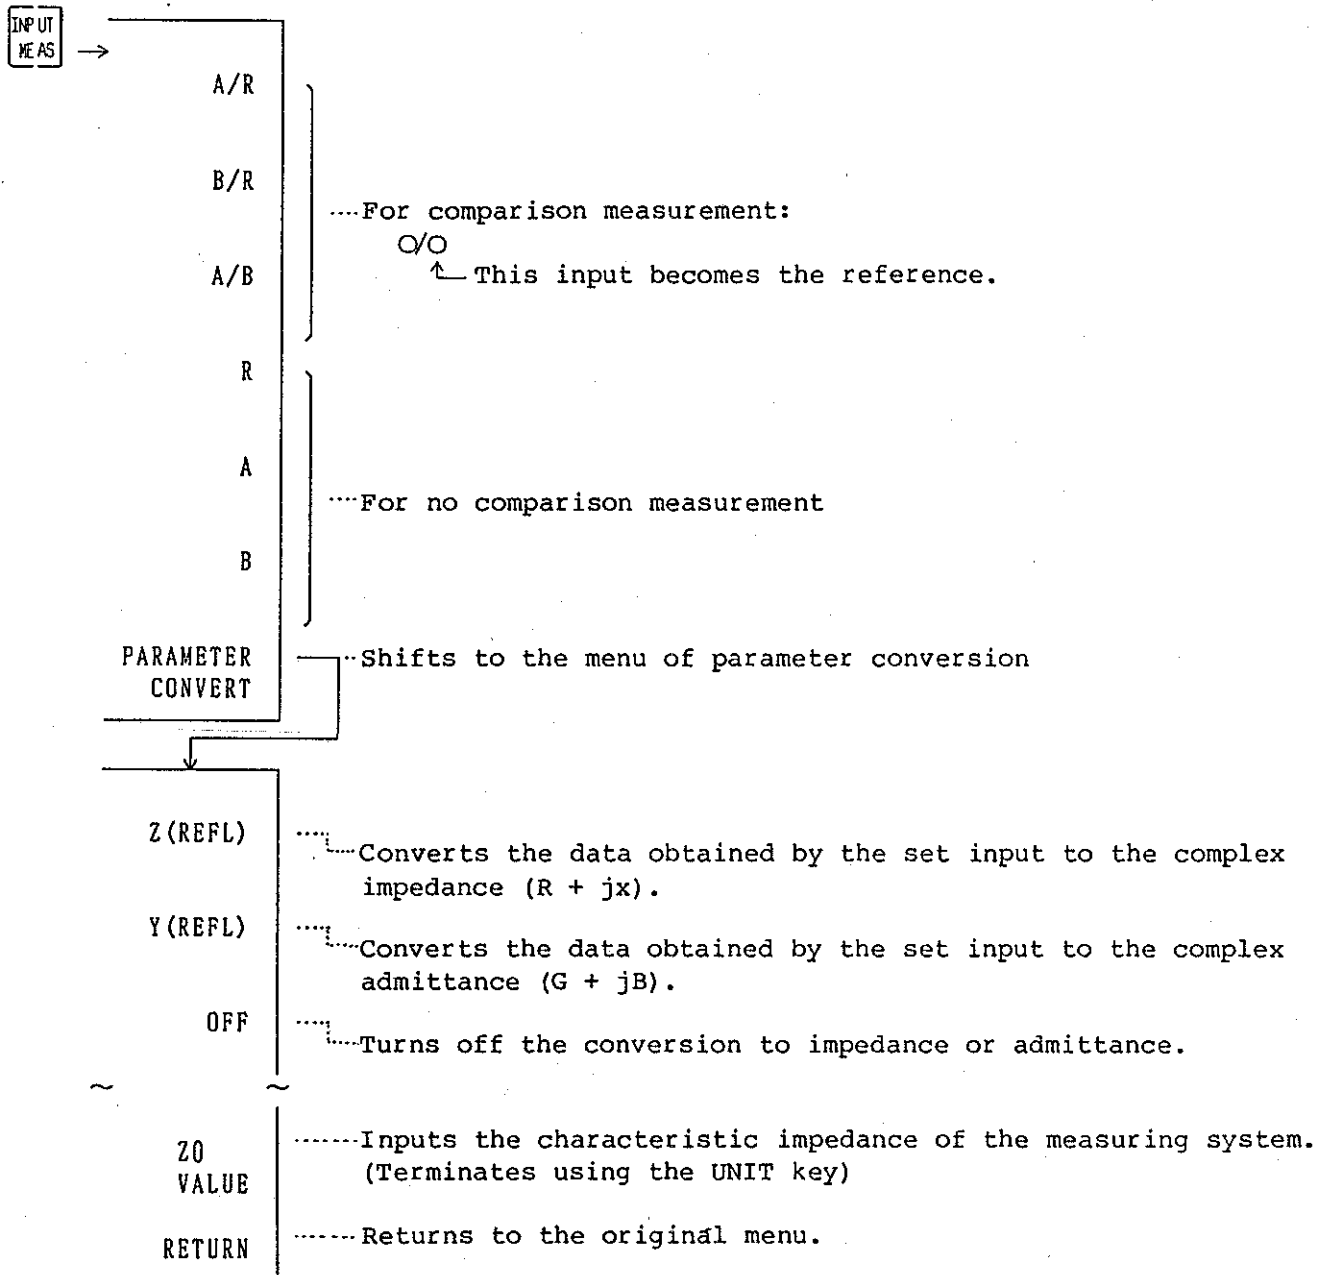 INPUT
MEAS
A/R
B/R
....For comparison measurement:
O/O
A/B
This input becomes the reference.
R
A
....For no comparison measurement
B
PARAMETER
CONVERT
..Shifts to the menu of parameter conversion
Z(REFL)
Converts the data obtained by the set input to the complex
impedance (R + jx).
Y(REFL)
Converts the data obtained by the set input to the complex
admittance (G + jB).
OFF
Turns off the conversion to impedance or admittance.
~ ~
Z0
VALUE
.......Inputs the characteristic impedance of the measuring system.
(Terminates using the UNIT key)
RETURN
.......Returns to the original menu.